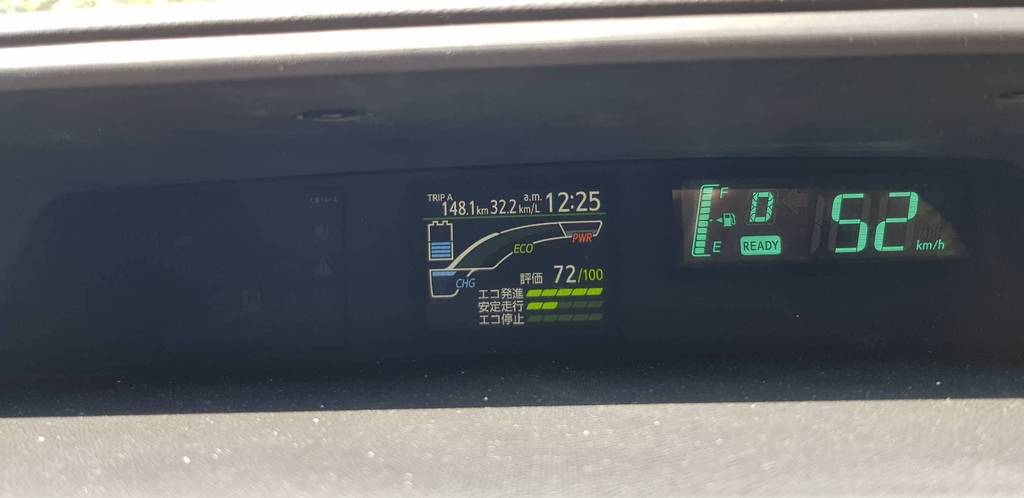 TRIP A
148.1km 32.2km/L a.m. 12:25
ECO
PWR
CHG
評価 72/100
エコ発進
安定走行
エコ停止
F
E
READY
52 km/h